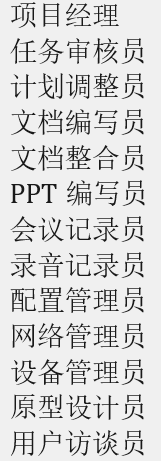 项目经理
任务审核员
计划调整员
文档编写员
文档整合员
PPT 编写员
会议记录员
录音记录员
配置管理员
网络管理员
设备管理员
原型设计员
用户访谈员